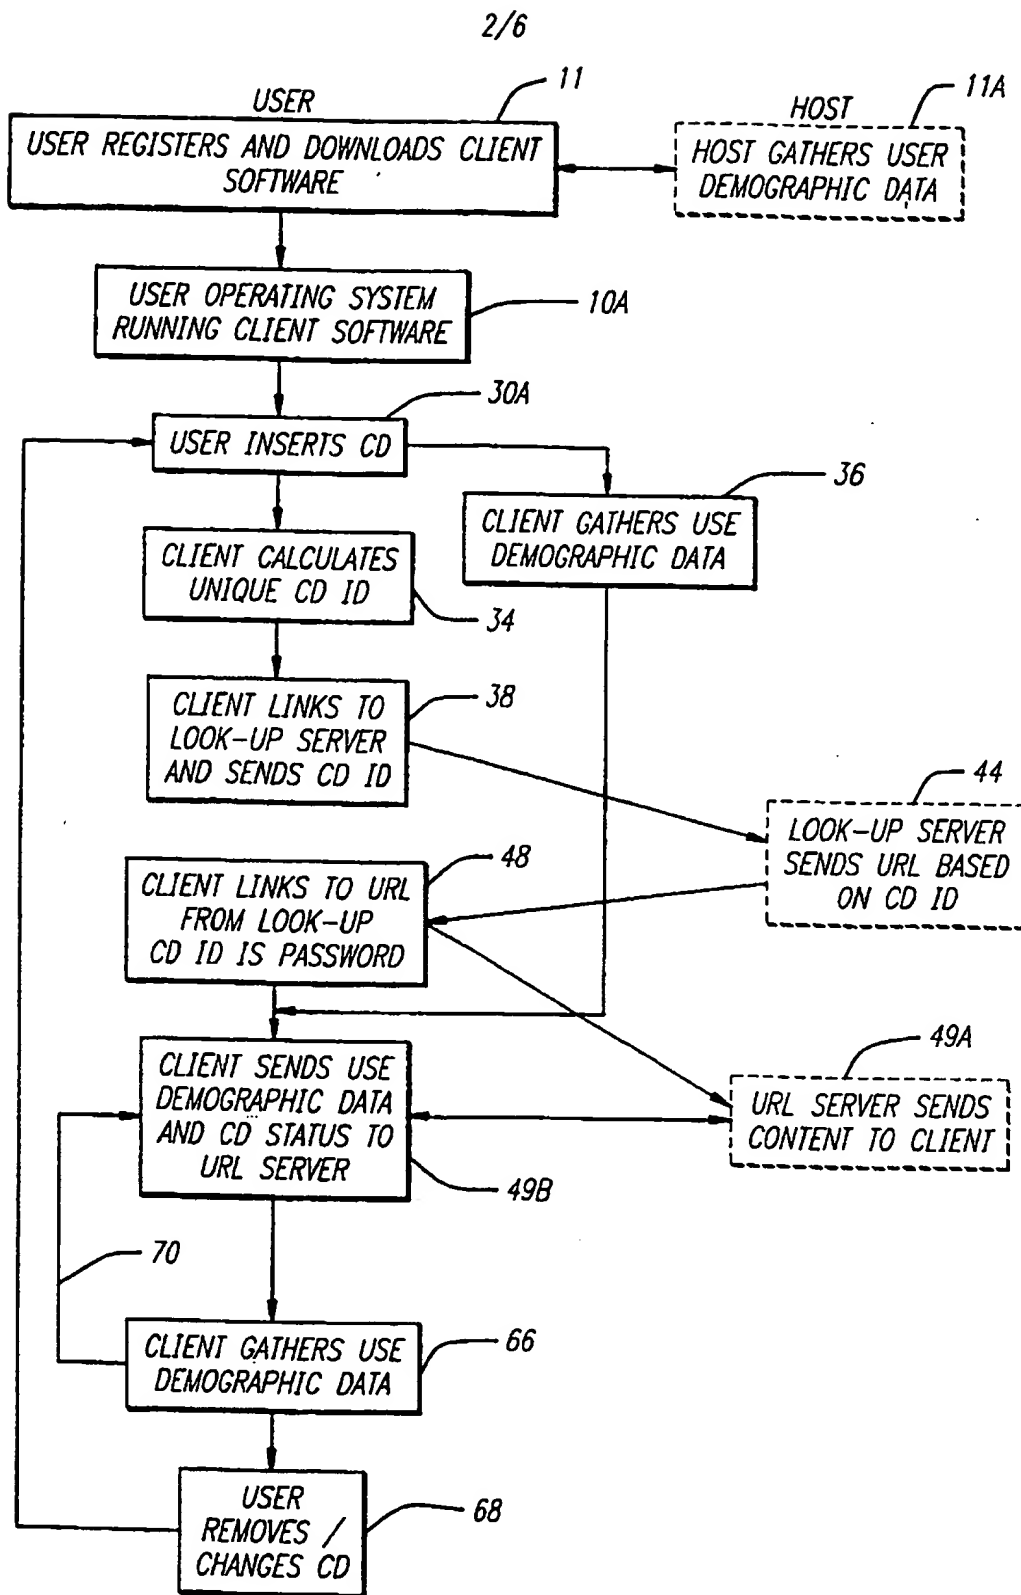 2/6
USER
11
USER REGISTERS AND DOWNLOADS CLIENT
SOFTWARE
HOST
11A
HOST GATHERS USER
DEMOGRAPHIC DATA
USER OPERATING SYSTEM
RUNNING CLIENT SOFTWARE
10A
30A
USER INSERTS CD
36
CLIENT GATHERS USE
DEMOGRAPHIC DATA
CLIENT CALCULATES
UNIQUE CD ID
34
38
CLIENT LINKS TO
LOOK-UP SERVER
AND SENDS CD ID
44
LOOK-UP SERVER
SENDS URL BASED
ON CD ID
48
CLIENT LINKS TO URL
FROM LOOK-UP
CD ID IS PASSWORD
CLIENT SENDS USE
DEMOGRAPHIC DATA
AND CD STATUS TO
URL SERVER
49B
49A
URL SERVER SENDS
CONTENT TO CLIENT
70
CLIENT GATHERS USE
DEMOGRAPHIC DATA
66
USER
REMOVES /
CHANGES CD
68